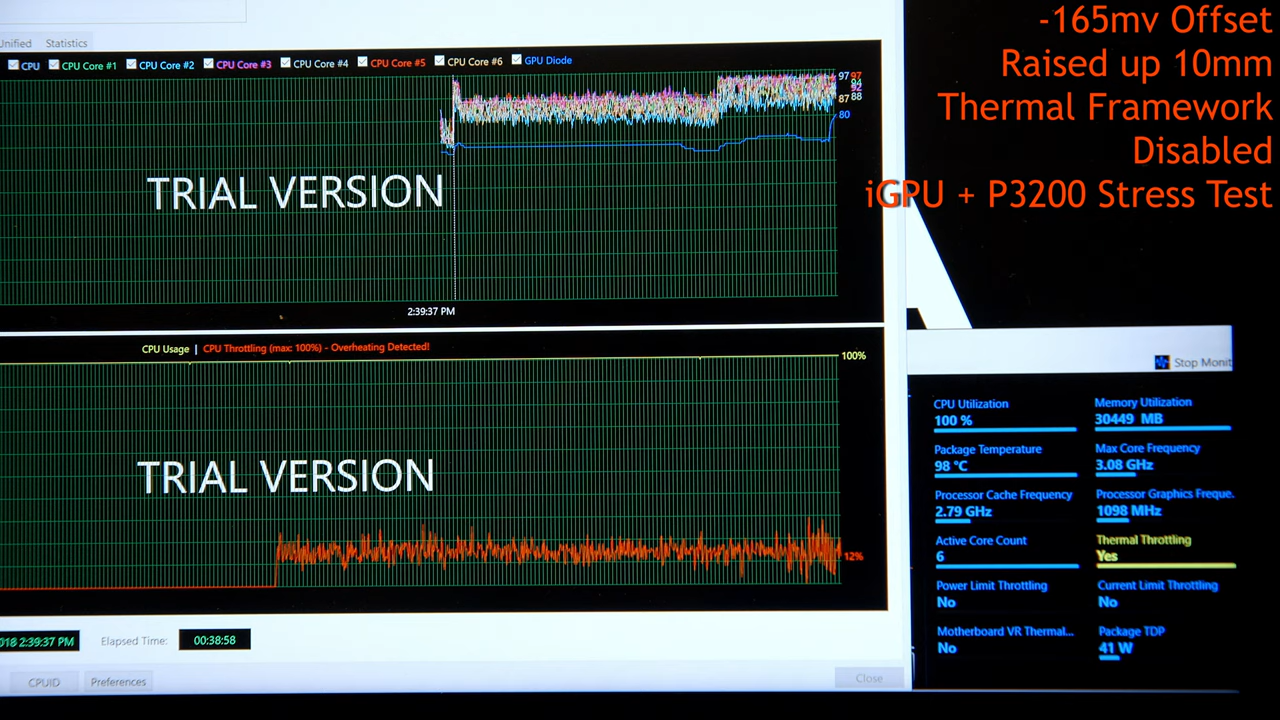 -165mv Offset
Raised up 10mm
Thermal Framework
Disabled
iGPU + P3200 Stress Test
Unified Statistics
CPU CPU Core #1 CPU Core #2 CPU Core #3 CPU Core #4 CPU Core #5 CPU Core #6 GPU Diode
97 97
94
92
87 88
80
TRIAL VERSION
2:39:37 PM
CPU Usage | CPU Throttling (max: 100%) - Overheating Detected!
100%
TRIAL VERSION
12%
018 2:39:37 PM Elapsed Time: 00:38:58
CPUID Preferences Close
Stop Monit
CPU Utilization
100 %
Memory Utilization
30449 MB
Package Temperature
98 °C
Max Core Frequency
3.08 GHz
Processor Cache Frequency
2.79 GHz
Processor Graphics Freque..
1098 MHz
Active Core Count
6
Thermal Throttling
Yes
Power Limit Throttling
No
Current Limit Throttling
No
Motherboard VR Thermal...
No
Package TDP
41 W